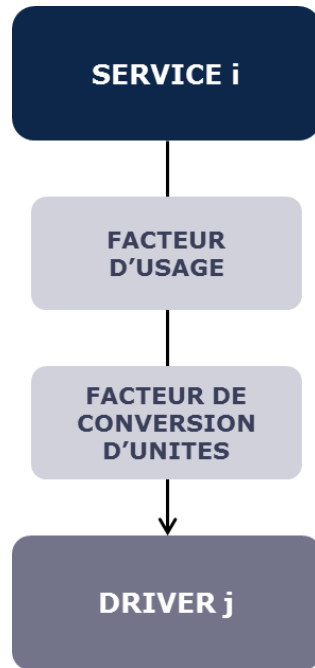 SERVICE i
FACTEUR
D’USAGE
FACTEUR DE
CONVERSION
D’UNITES
DRIVER j